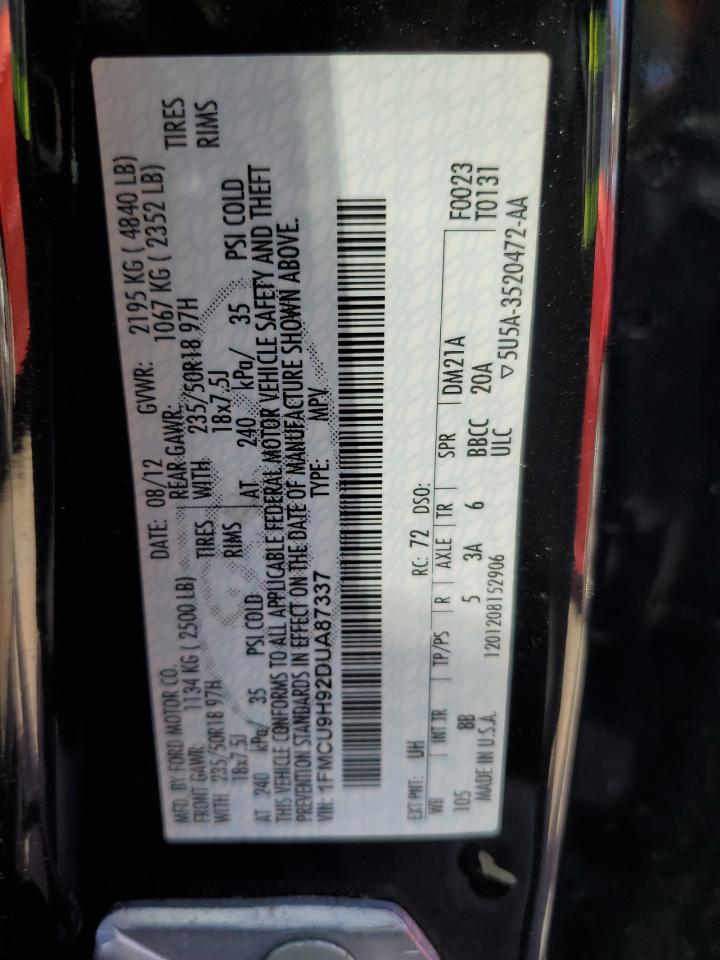 MFD. BY FORD MOTOR CO. DATE: 08/12 GVWR: 2195 KG ( 4840 LB)
FRONT GAWR: 1134 KG ( 2500 LB) REAR GAWR: 1067 KG ( 2352 LB)
WITH 235/50R18 97H TIRES WITH 235/50R18 97H TIRES
18x7.5J RIMS 18x7.5J RIMS
AT 240 kPa/ 35 PSI COLD AT 240 kPa/ 35 PSI COLD
THIS VEHICLE CONFORMS TO ALL APPLICABLE FEDERAL MOTOR VEHICLE SAFETY AND THEFT
PREVENTION STANDARDS IN EFFECT ON THE DATE OF MANUFACTURE SHOWN ABOVE.
VIN: 1FMCU9H92DUA87337 TYPE: MPV
EXT PNT: UH RC: 72 DSO: F0023
WB INT TR TP/PS R AXLE TR SPR DM21A T0131
105 8B 5 3A 6 BBCC 20A
MADE IN U.S.A. 1201208152906 ULC ▽5U5A-3520472-AA